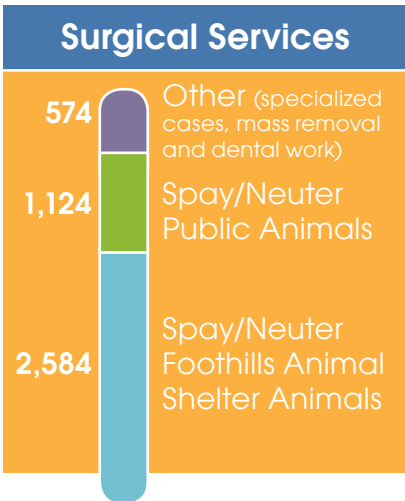 Surgical Services
574
Other (specialized
cases, mass removal
and dental work)
1,124
Spay/Neuter
Public Animals
2,584
Spay/Neuter
Foothills Animal
Shelter Animals